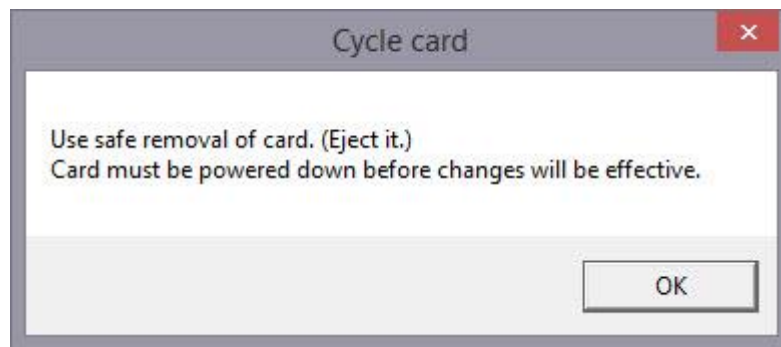 Cycle card
Use safe removal of card. (Eject it.)
Card must be powered down before changes will be effective.
OK